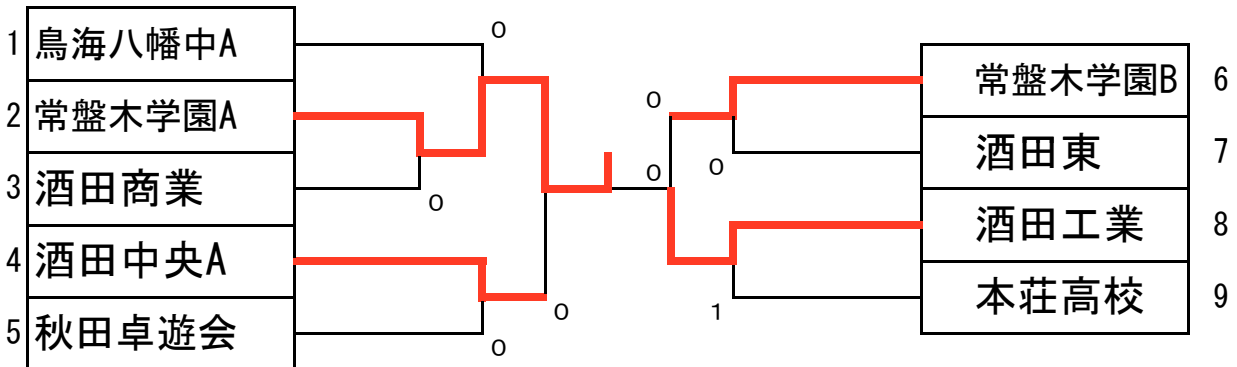 1 鳥海八幡中A
2 常盤木学園A
3 酒田商業
4 酒田中央A
5 秋田卓遊会
0
0
0
0
0
0
0
1
常盤木学園B 6
酒田東 7
酒田工業 8
本荘高校 9